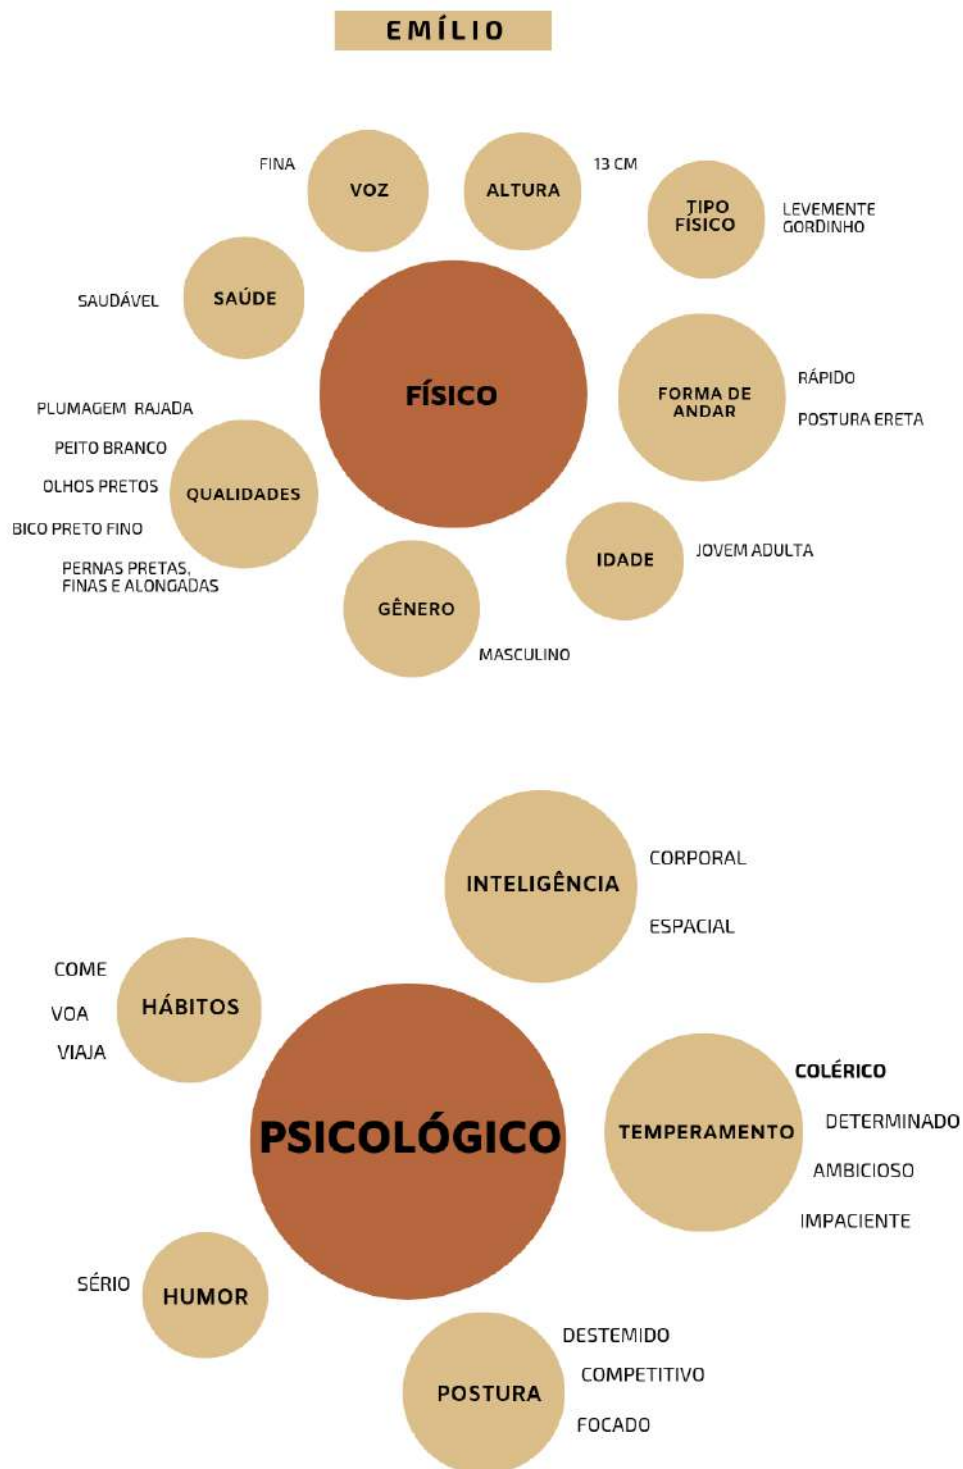 EMÍLIO
FINA
VOZ
ALTURA
13 CM
TIPO
FÍSICO
LEVEMENTE
GORDINHO
SAUDÁVEL
SAÚDE
FÍSICO
FORMA DE
ANDAR
RÁPIDO
POSTURA ERETA
PLUMAGEM RAJADA
PEITO BRANCO
OLHOS PRETOS
BICO PRETO FINO
PERNAS PRETAS,
FINAS E ALONGADAS
QUALIDADES
IDADE
JOVEM ADULTA
GÊNERO
MASCULINO
INTELIGÊNCIA
CORPORAL
ESPACIAL
COME
VOA
VIAJA
HÁBITOS
PSICOLÓGICO
TEMPERAMENTO
COLÉRICO
DETERMINADO
AMBICIOSO
IMPACIENTE
SÉRIO
HUMOR
POSTURA
DESTEMIDO
COMPETITIVO
FOCADO